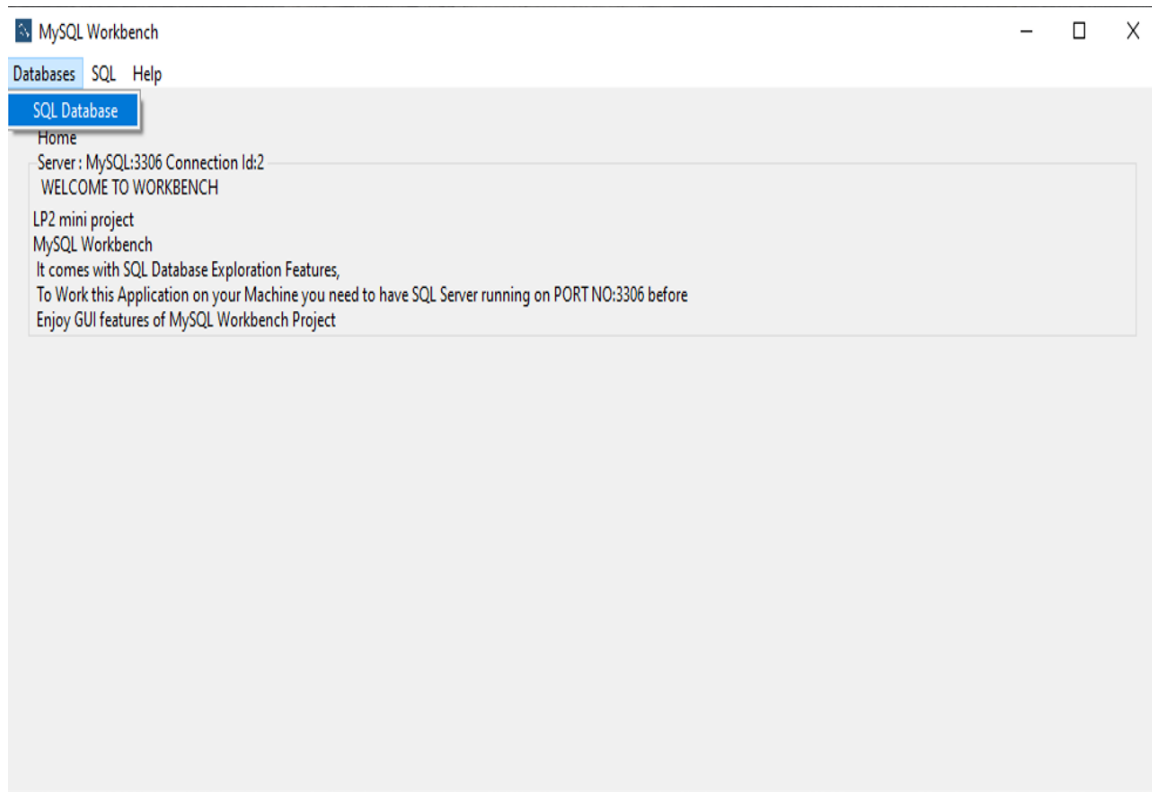 MySQL Workbench
Databases SQL Help
SQL Database
Home
Server : MySQL:3306 Connection Id:2
WELCOME TO WORKBENCH
LP2 mini project
MySQL Workbench
It comes with SQL Database Exploration Features,
To Work this Application on your Machine you need to have SQL Server running on PORT NO:3306 before
Enjoy GUI features of MySQL Workbench Project